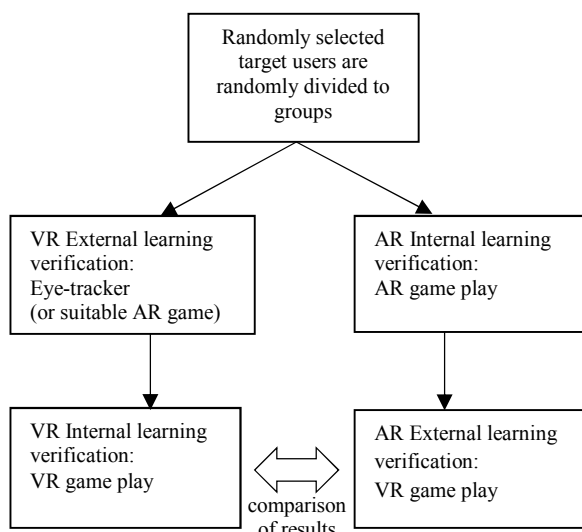 Randomly selected
target users are
randomly divided to
groups
VR External learning
verification:
Eye-tracker
(or suitable AR game)
AR Internal learning
verification:
AR game play
VR Internal learning
verification:
VR game play
AR External learning
verification:
VR game play
comparison
of results